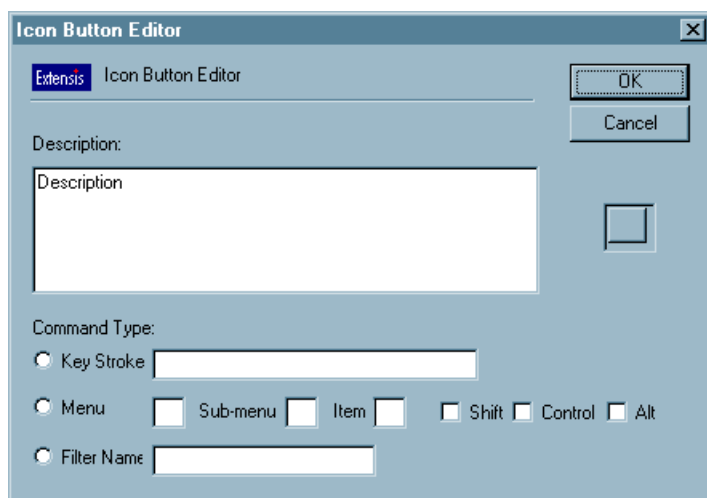 Icon Button Editor
Extensis Icon Button Editor
OK
Cancel
Description:
Description
Command Type:
Key Stroke
Menu Sub-menu Item Shift Control Alt
Filter Name